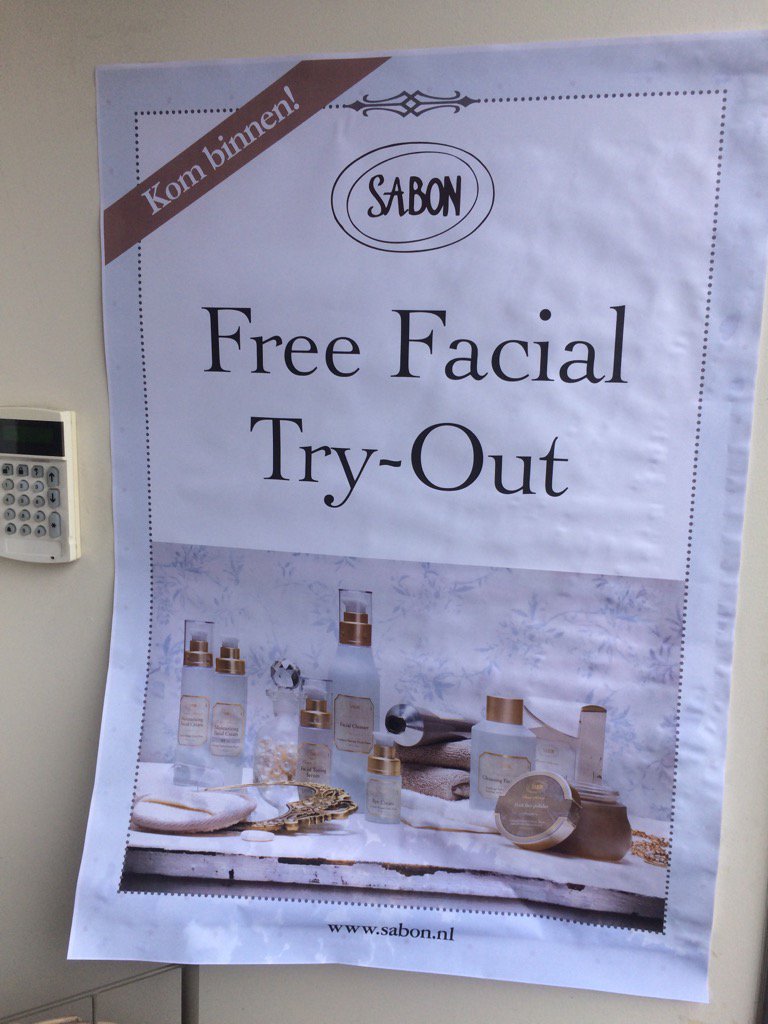 Kom binnen!
SABON
Free Facial
Try-Out
Facial Cleanser
www.sabon.nl